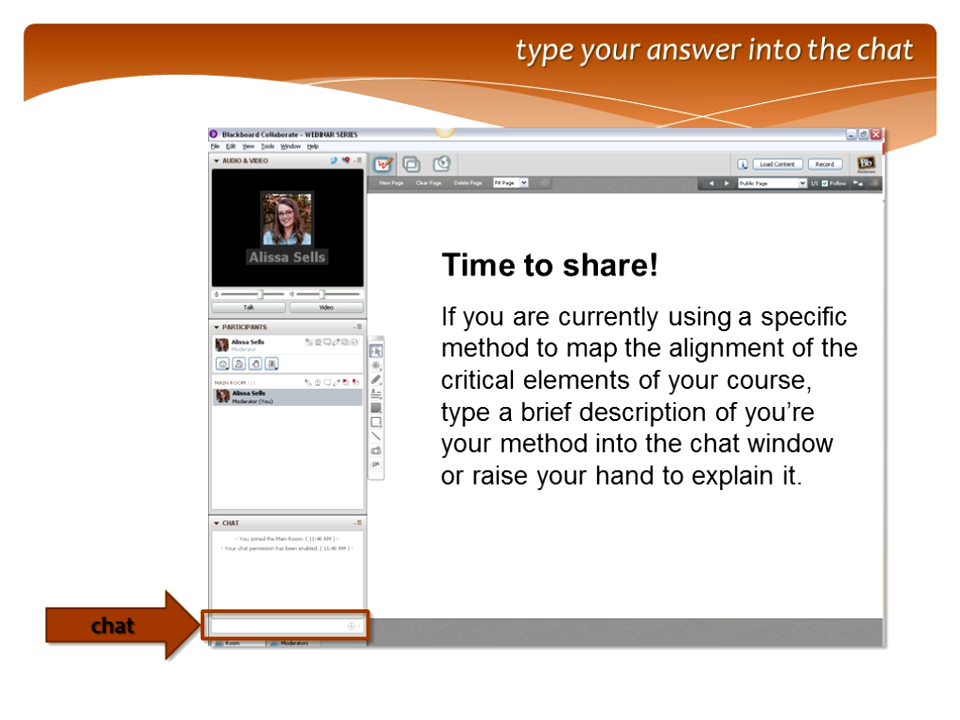 type your answer into the chat
Blackboard Collaborate - WEBINAR SERIES
File Edit View Tools Window Help
AUDIO & VIDEO
Load Content Record
Bb
New Page Clear Page Delete Page Fit Page
Public Page 1/1 Follow
Alissa Sells
Talk Video
Time to share!
If you are currently using a specific
method to map the alignment of the
critical elements of your course,
type a brief description of you're
your method into the chat window
or raise your hand to explain it.
PARTICIPANTS
Alissa Sells
Moderator
MAIN ROOM
Alissa Sells
Moderator (You)
CHAT
- You joined the Main Room. ( 11:40 AM ) -
- Your chat permission has been enabled. ( 11:40 AM ) -
chat
Room Moderators